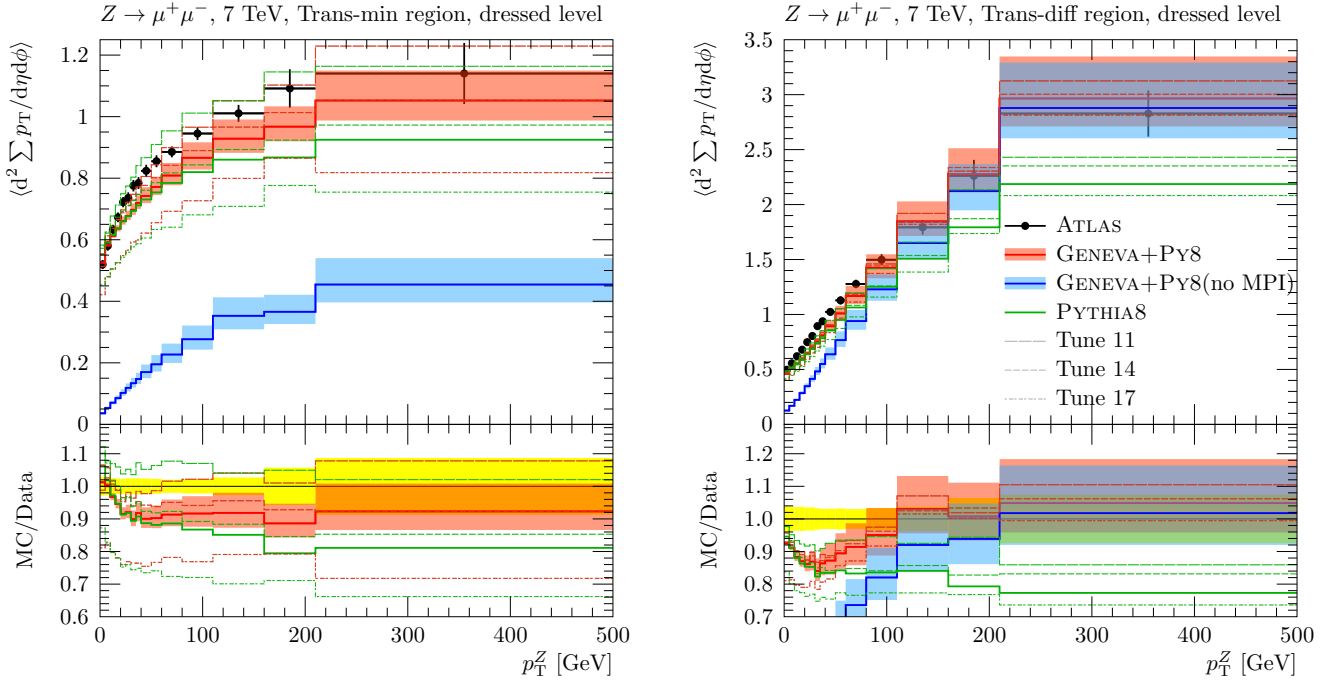 Z → μ⁺μ⁻, 7 TeV, Trans-min region, dressed level
⟨d² ∑ p_T/dηdϕ⟩
1.2
1.0
0.8
0.6
0.4
0.2
0
MC/Data
1.1
1.0
0.9
0.8
0.7
0.6
0 100 200 300 400 500
p_T^Z [GeV]
Z → μ⁺μ⁻, 7 TeV, Trans-diff region, dressed level
⟨d² ∑ p_T/dηdϕ⟩
3.5
3
2.5
2
1.5
1
0.5
0
ATLAS
GENEVA+PY8
GENEVA+PY8(no MPI)
PYTHIA8
Tune 11
Tune 14
Tune 17
MC/Data
1.2
1.1
1.0
0.9
0.8
0.7
0 100 200 300 400 500
p_T^Z [GeV]